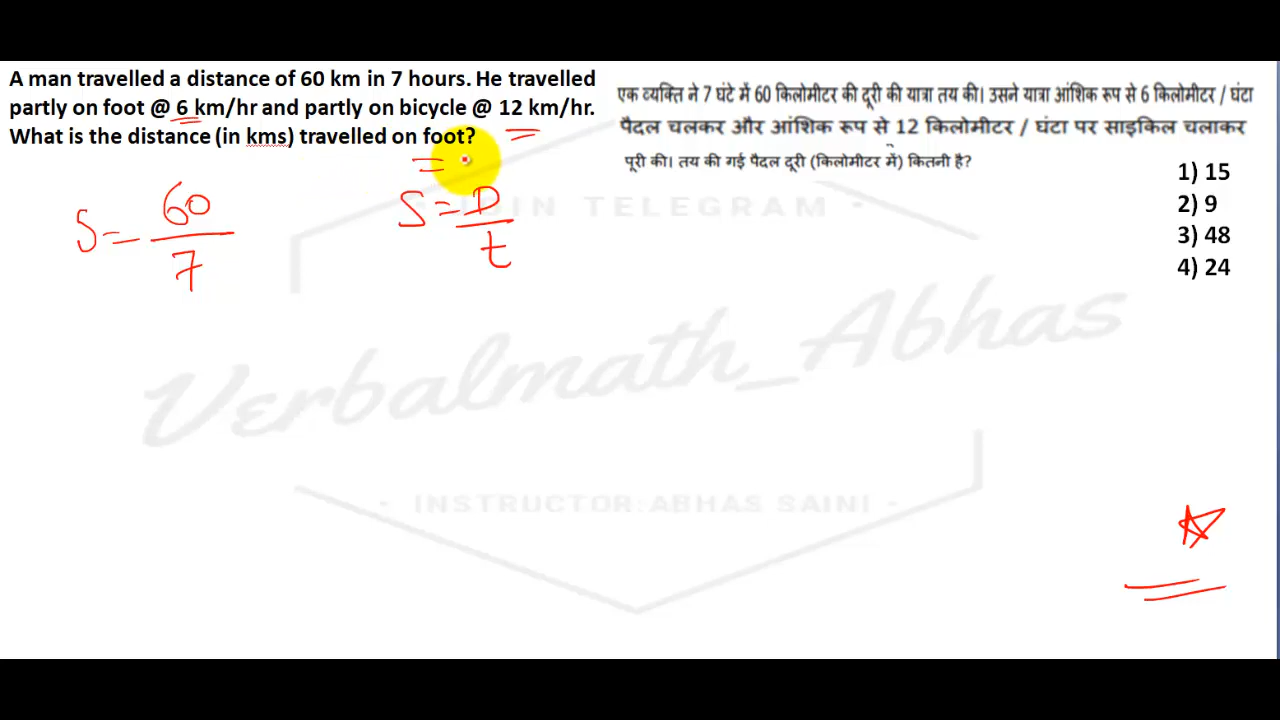 A man travelled a distance of 60 km in 7 hours. He travelled
partly on foot @ 6 km/hr and partly on bicycle @ 12 km/hr.
What is the distance (in kms) travelled on foot?
एक व्यक्ति ने 7 घंटे में 60 किलोमीटर की दूरी की यात्रा तय की। उसने यात्रा आंशिक रूप से 6 किलोमीटर / घंटा
पैदल चलकर और आंशिक रूप से 12 किलोमीटर / घंटा पर साइकिल चलाकर
पूरी की। तय की गई पैदल दूरी (किलोमीटर में) कितनी है?
1) 15
2) 9
3) 48
4) 24
S = 60
7
S = D
t
IN TELEGRAM -
Verbalmath_Abhas
- INSTRUCTOR:ABHAS SAINI -